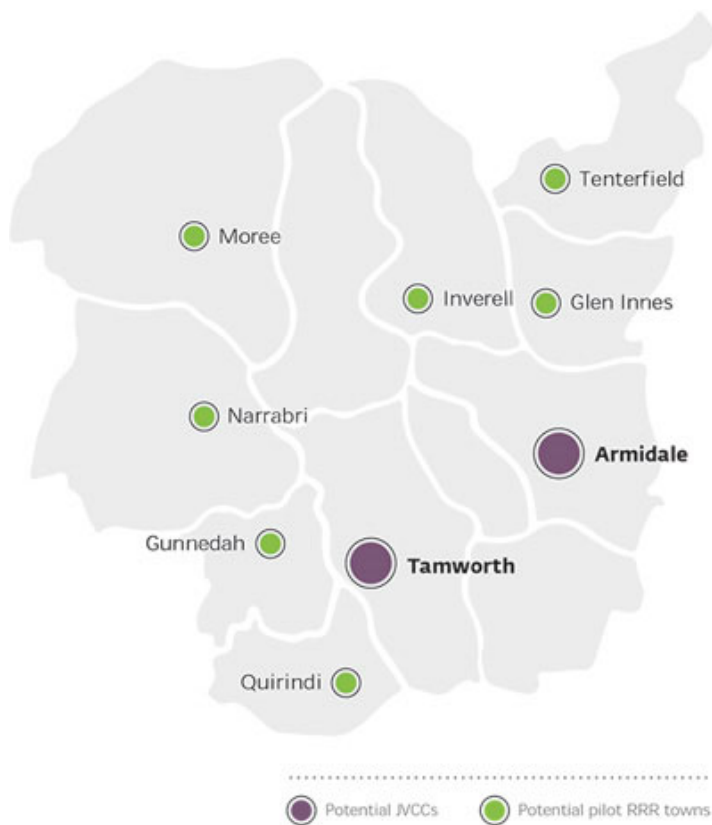 Tenterfield
Moree
Inverell
Glen Innes
Narrabri
Armidale
Gunnedah
Tamworth
Quirindi
Potential JVCCs
Potential pilot RRR towns